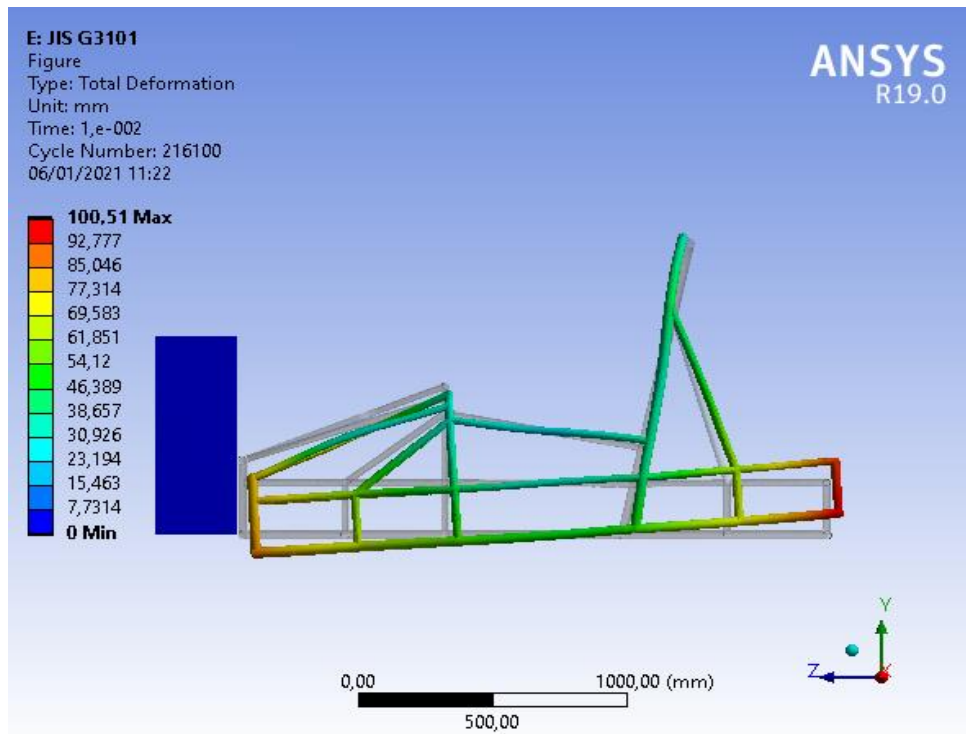 E: JIS G3101
Figure
Type: Total Deformation
Unit: mm
Time: 1,e-002
Cycle Number: 216100
06/01/2021 11:22
ANSYS
R19.0
100,51 Max
92,777
85,046
77,314
69,583
61,851
54,12
46,389
38,657
30,926
23,194
15,463
7,7314
0 Min
Y
Z
X
0,00
1000,00 (mm)
500,00